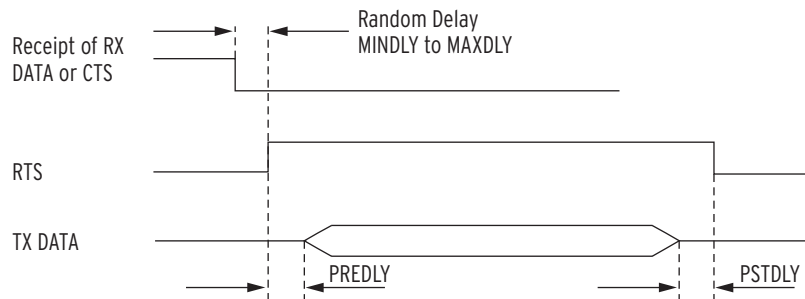 Random Delay
MINDLY to MAXDLY
Receipt of RX
DATA or CTS
RTS
TX DATA
PREDLY
PSTDLY